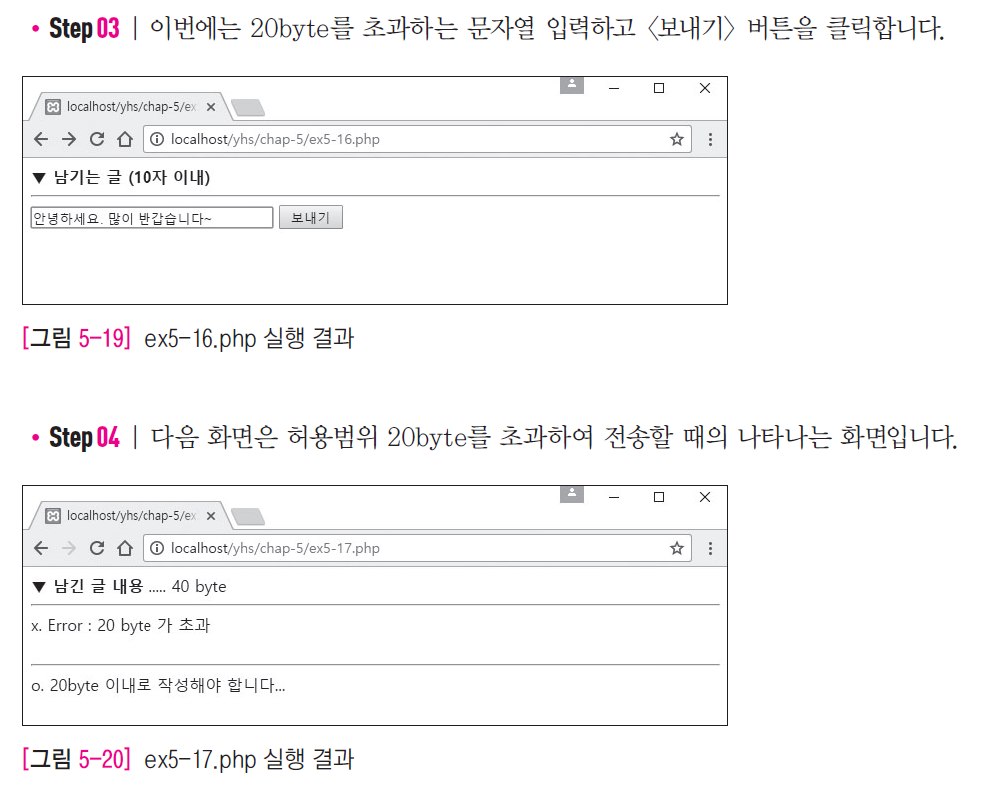 • Step 03 | 이번에는 20byte를 초과하는 문자열 입력하고 〈보내기〉 버튼을 클릭합니다.
localhost/yhs/chap-5/ex
localhost/yhs/chap-5/ex5-16.php
▼ 남기는 글 (10자 이내)
안녕하세요. 많이 반갑습니다~ 보내기
[그림 5-19] ex5-16.php 실행 결과
• Step 04 | 다음 화면은 허용범위 20byte를 초과하여 전송할 때의 나타나는 화면입니다.
localhost/yhs/chap-5/ex
localhost/yhs/chap-5/ex5-17.php
▼ 남긴 글 내용 ..... 40 byte
x. Error : 20 byte 가 초과
o. 20byte 이내로 작성해야 합니다...
[그림 5-20] ex5-17.php 실행 결과